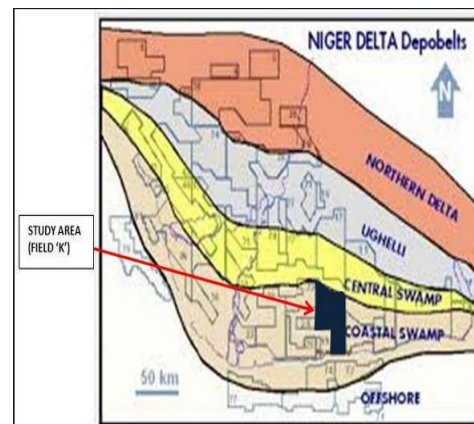 NIGER DELTA Depobelts
N
NORTHERN DELTA
UGHELLI
STUDY AREA
(FIELD 'K')
CENTRAL SWAMP
COASTAL SWAMP
50 km
OFFSHORE